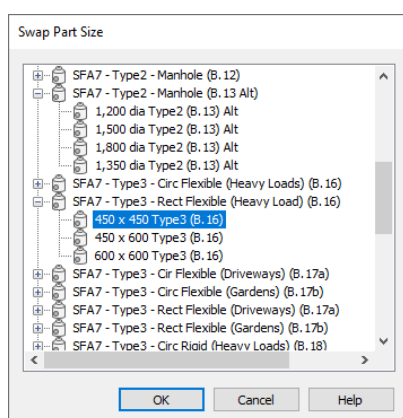 Swap Part Size
SFA7 - Type2 - Manhole (B.12)
SFA7 - Type2 - Manhole (B.13 Alt)
1,200 dia Type2 (B.13) Alt
1,500 dia Type2 (B.13) Alt
1,800 dia Type2 (B.13) Alt
1,350 dia Type2 (B.13) Alt
SFA7 - Type3 - Circ Flexible (Heavy Loads) (B.16)
SFA7 - Type3 - Rect Flexible (Heavy Load) (B.16)
450 x 450 Type3 (B.16)
450 x 600 Type3 (B.16)
600 x 600 Type3 (B.16)
SFA7 - Type3 - Cir Flexible (Driveways) (B.17a)
SFA7 - Type3 - Circ Flexible (Gardens) (B.17b)
SFA7 - Type3 - Rect Flexible (Driveways) (B.17a)
SFA7 - Type3 - Rect Flexible (Gardens) (B.17b)
SFA7 - Type3 - Circ Rigid (Heavy Loads) (B.18)
OK Cancel Help